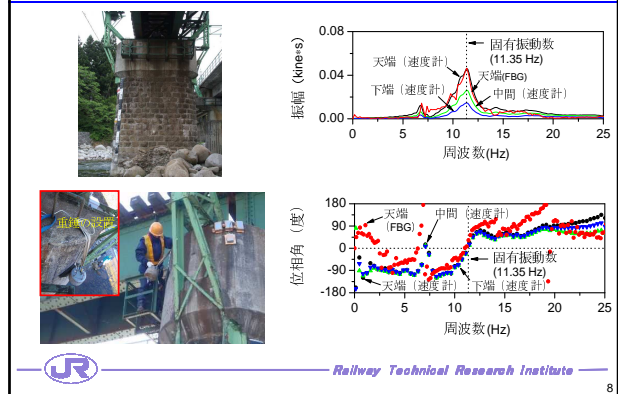 0.08
0.04
0.00
振幅 (kine*s)
固有振動数
(11.35 Hz)
天端（速度計）
天端(FBG)
下端（速度計）
中間（速度計）
0 5 10 15 20 25
周波数(Hz)
重錘の設置
180
90
0
-90
-180
位相角（度）
天端
(FBG)
中間（速度計）
固有振動数
(11.35 Hz)
天端（速度計）
下端（速度計）
0 5 10 15 20 25
周波数(Hz)
JR
Railway Technical Research Institute
8